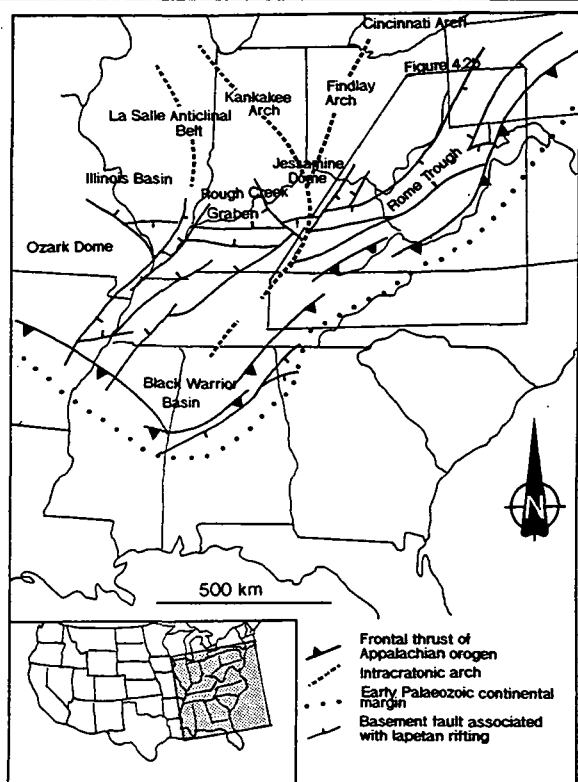 Cincinnati Arch
Figure 4.2b
Findlay
Arch
Kankakee
Arch
La Salle Anticlinal
Belt
Jessamine
Dome
Illinois Basin
Rough Creek
Graben
Rome Trough
Ozark Dome
Black Warrior
Basin
N
500 km
Frontal thrust of
Appalachian orogen
Intracratonic arch
Early Palaeozoic continental
margin
Basement fault associated
with Iapetan rifting